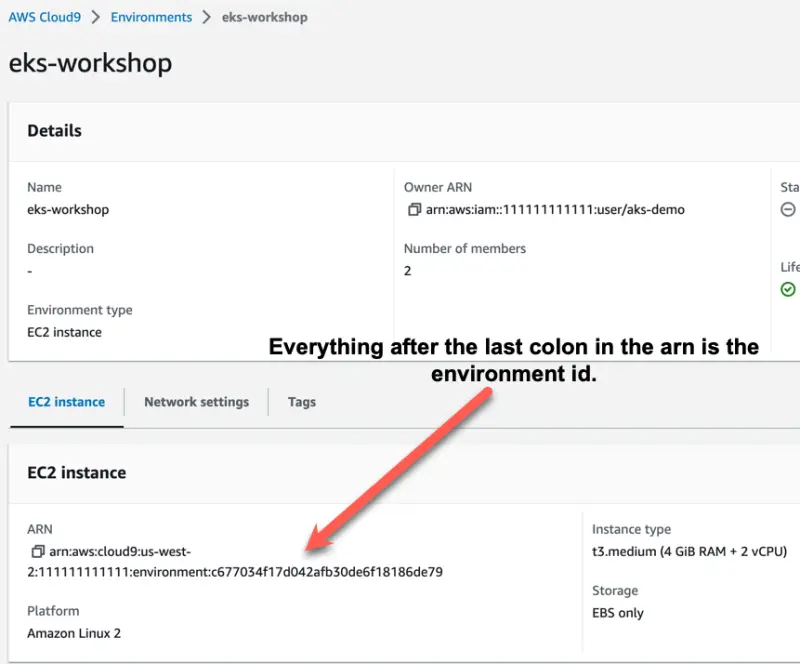 AWS Cloud9 > Environments > eks-workshop
eks-workshop
Details
Name
eks-workshop
Description
-
Environment type
EC2 instance
Owner ARN
arn:aws:iam::111111111111:user/aks-demo
Number of members
2
Sta
Life
Everything after the last colon in the arn is the
environment id.
EC2 instance
Network settings
Tags
EC2 instance
ARN
arn:aws:cloud9:us-west-
2:111111111111:environment:c677034f17d042afb30de6f18186de79
Platform
Amazon Linux 2
Instance type
t3.medium (4 GiB RAM + 2 vCPU)
Storage
EBS only